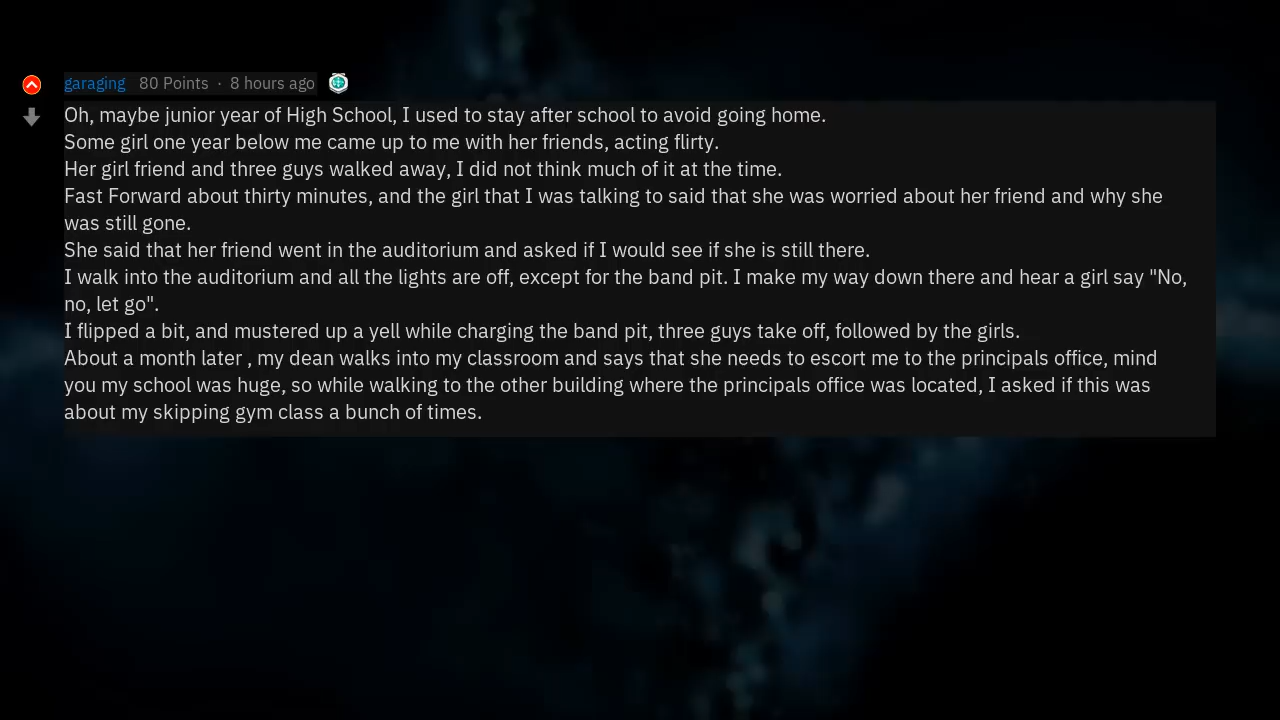 garaging 80 Points · 8 hours ago
Oh, maybe junior year of High School, I used to stay after school to avoid going home.
Some girl one year below me came up to me with her friends, acting flirty.
Her girl friend and three guys walked away, I did not think much of it at the time.
Fast Forward about thirty minutes, and the girl that I was talking to said that she was worried about her friend and why she
was still gone.
She said that her friend went in the auditorium and asked if I would see if she is still there.
I walk into the auditorium and all the lights are off, except for the band pit. I make my way down there and hear a girl say "No,
no, let go".
I flipped a bit, and mustered up a yell while charging the band pit, three guys take off, followed by the girls.
About a month later , my dean walks into my classroom and says that she needs to escort me to the principals office, mind
you my school was huge, so while walking to the other building where the principals office was located, I asked if this was
about my skipping gym class a bunch of times.